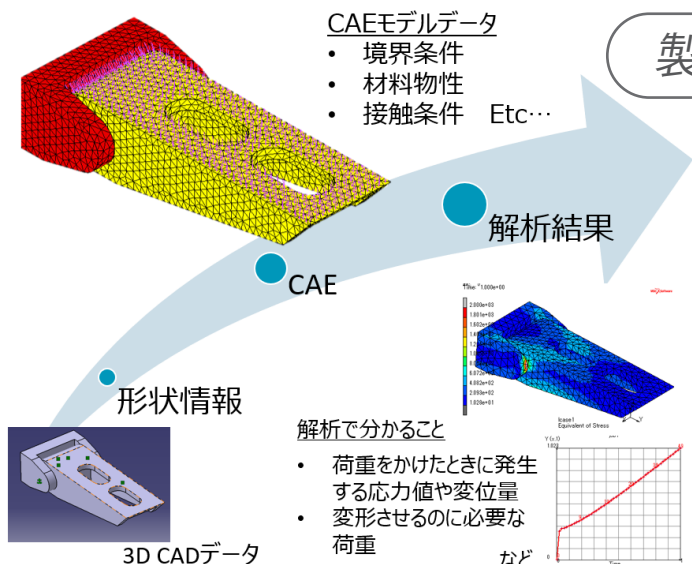 CAEモデルデータ
• 境界条件
• 材料物性
• 接触条件 Etc…
製
解析結果
CAE
形状情報
3D CADデータ
解析で分かること
• 荷重をかけたときに発生
する応力値や変位量
• 変形させるのに必要な
荷重
など
lcase1
Equivalent of Stress
Y (x.1)
Time